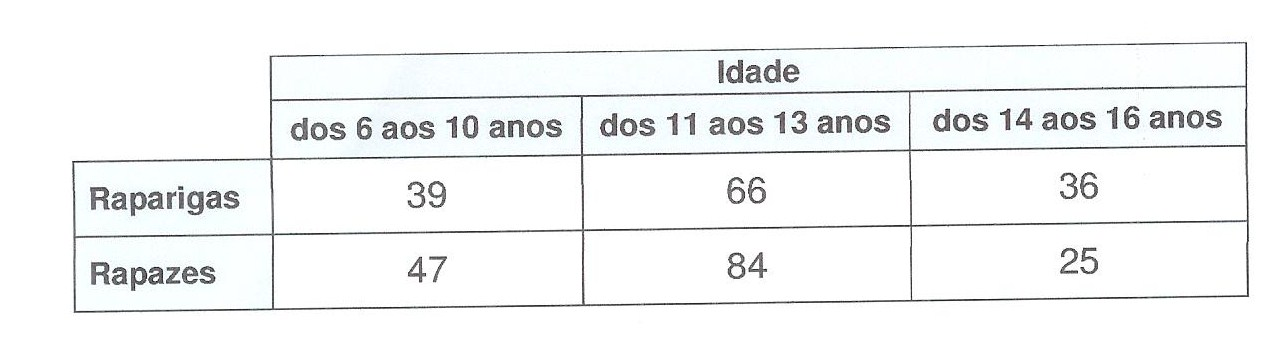 Idade
dos 6 aos 10 anos dos 11 aos 13 anos dos 14 aos 16 anos
Raparigas 39 66 36
Rapazes 47 84 25